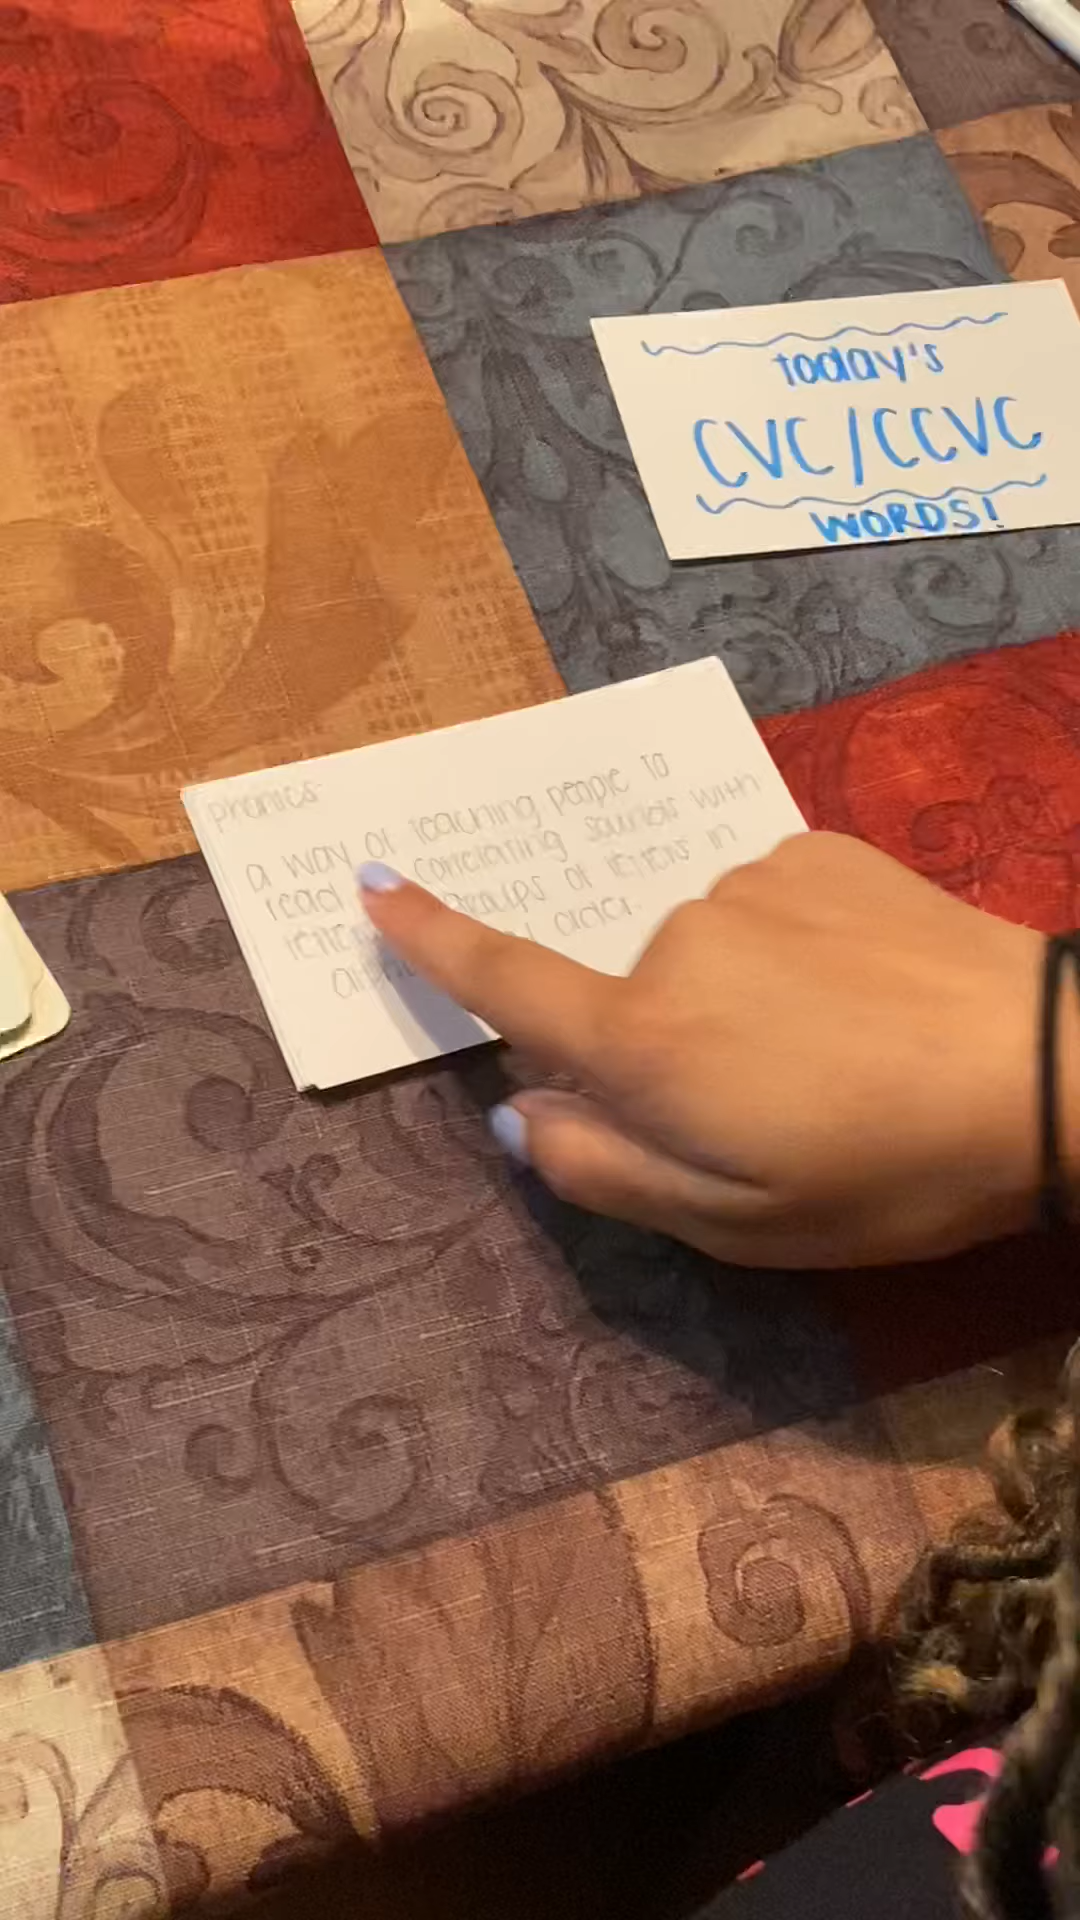 today's
CVC/CCVC
WORDS!
phonics
a way of teaching people to
read correlating sounds with
groups of letters in
order.